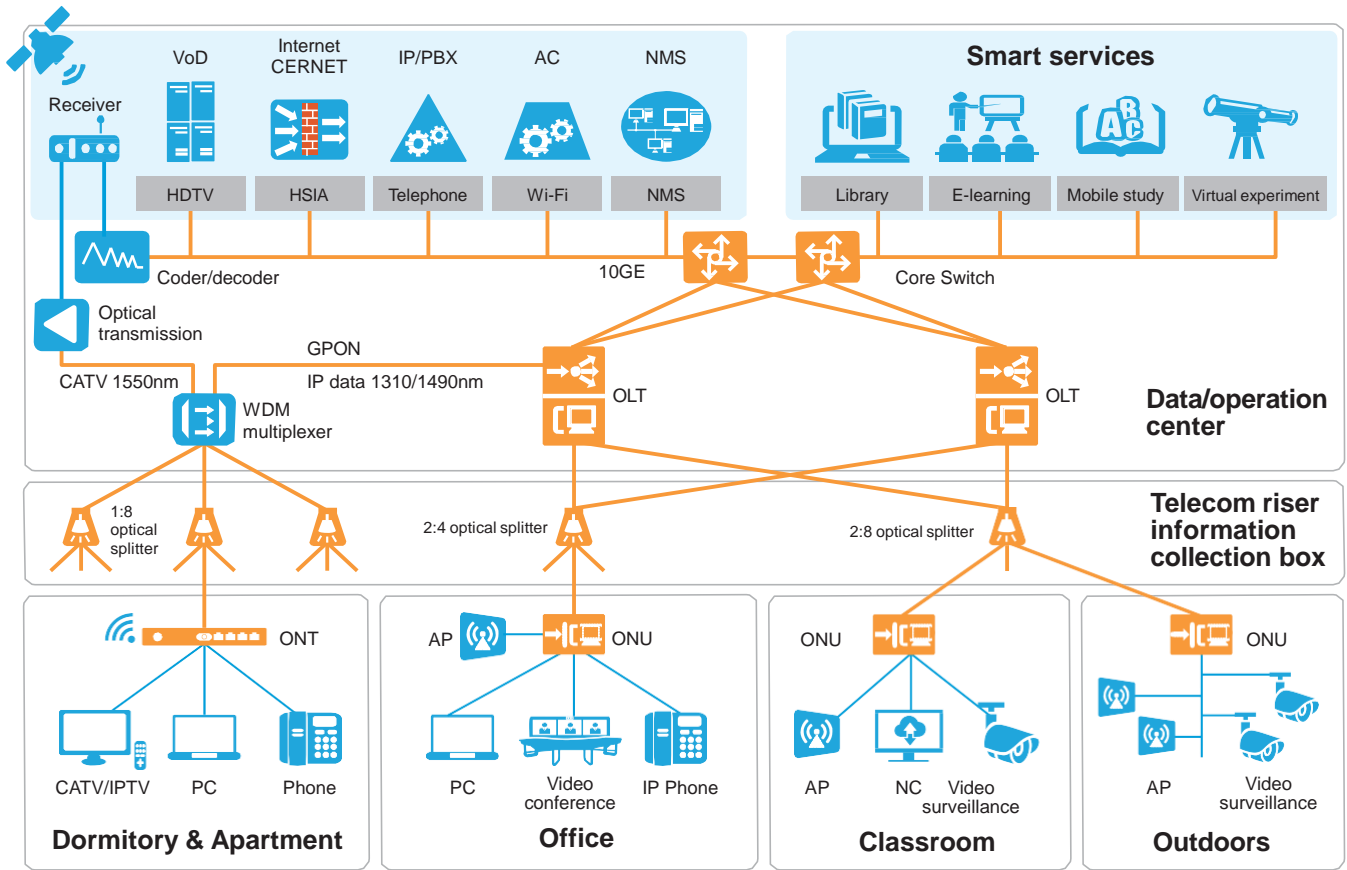 VoD
Internet
CERNET
IP/PBX
AC
NMS
Smart services
Receiver
A
B
C
HDTV
HSIA
Telephone
Wi-Fi
NMS
Library
E-learning
Mobile study
Virtual experiment
Coder/decoder
10GE
Core Switch
Optical
transmission
GPON
CATV 1550nm
IP data 1310/1490nm
WDM
multiplexer
OLT
OLT
Data/operation
center
1:8
optical
splitter
2:4 optical splitter
2:8 optical splitter
Telecom riser
information
collection box
ONT
AP
ONU
ONU
ONU
CATV/IPTV
PC
Phone
PC
Video
conference
IP Phone
AP
NC
Video
surveillance
AP
Video
surveillance
Dormitory & Apartment
Office
Classroom
Outdoors